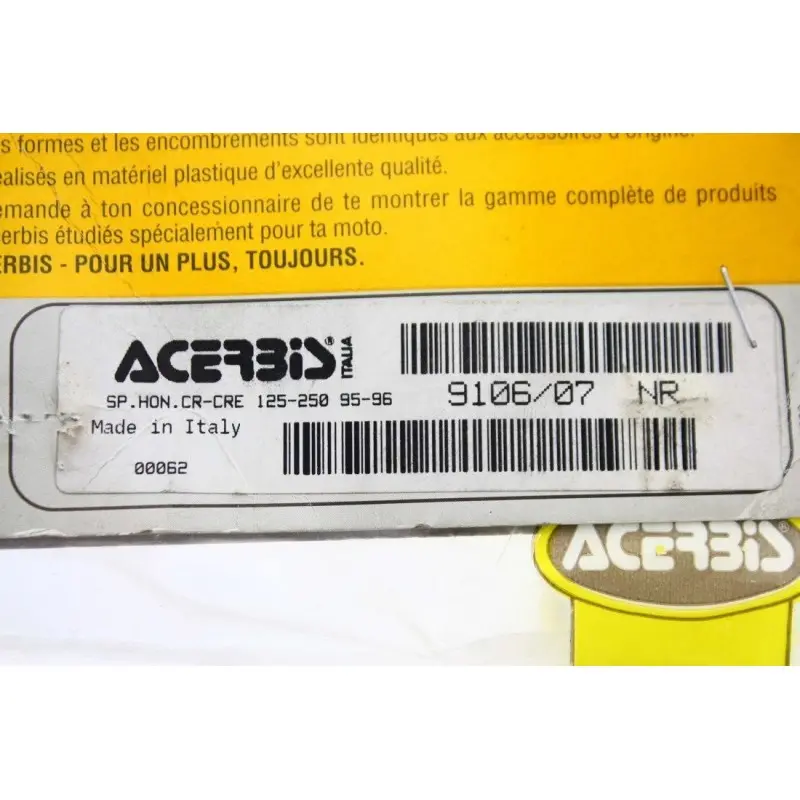 s formes et les encombrements sont identiques aux accessoires d'origine.
éalisés en matériel plastique d'excellente qualité.
emande à ton concessionnaire de te montrer la gamme complète de produits
cerbis étudiés spécialement pour ta moto.
ERBIS - POUR UN PLUS, TOUJOURS.
ACERBIS® ITALIA
SP.HON.CR-CRE 125-250 95-96 9106/07 NR
Made in Italy
00062
ACERBIS®